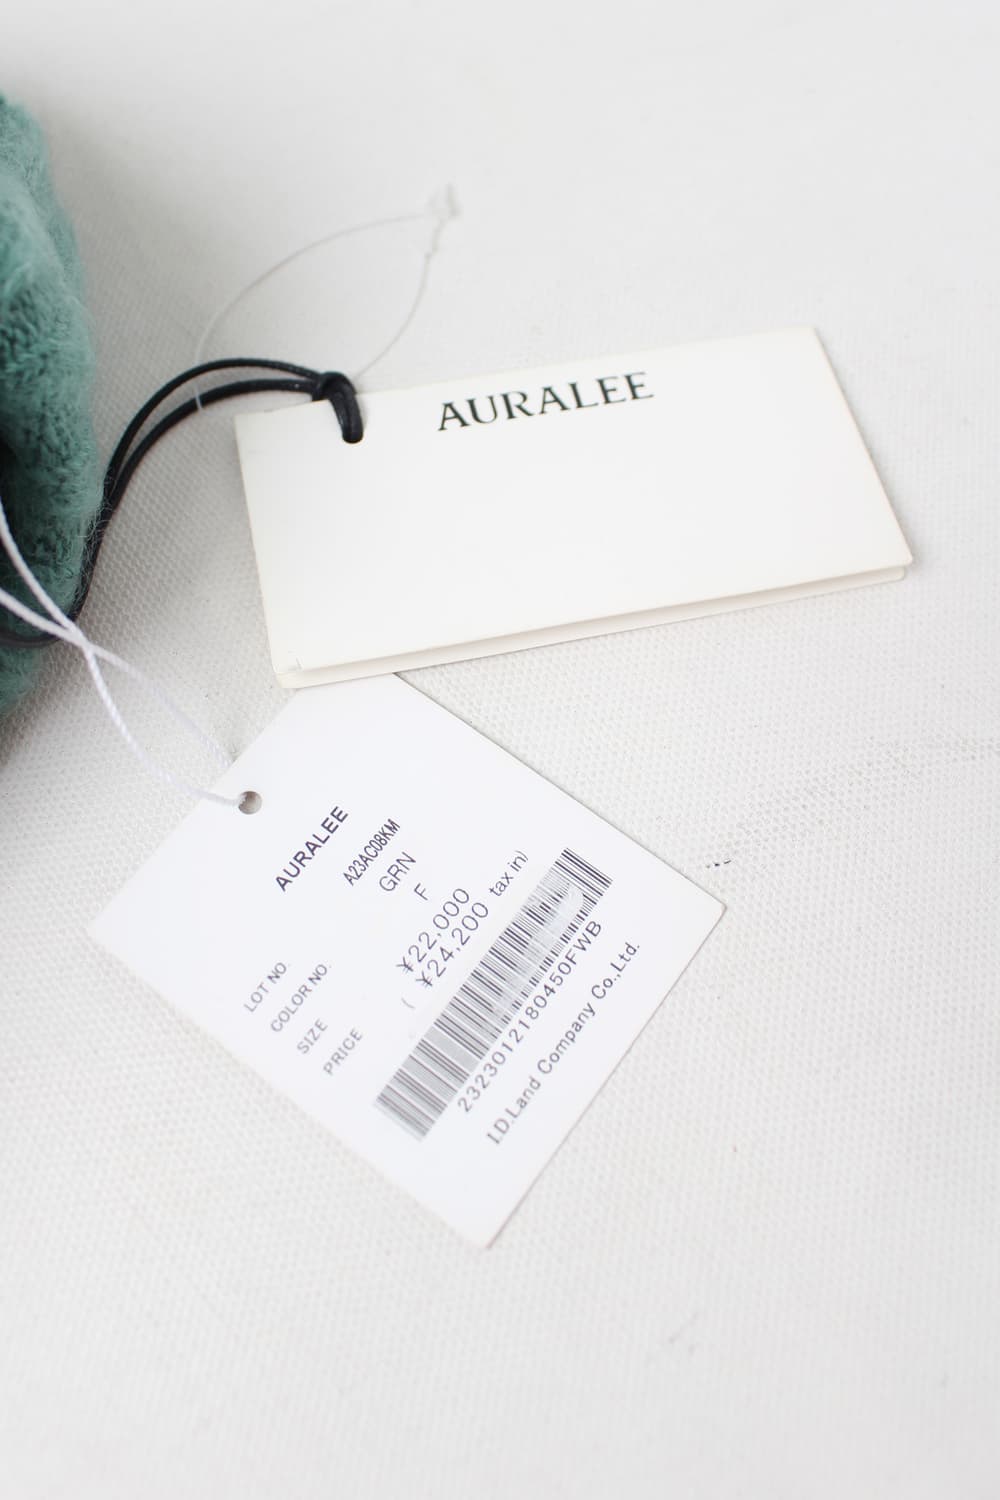 AURALEE
AURALEE
LOT NO. A23AC08KM
COLOR NO. GRN
SIZE F
PRICE ¥22,000
( ¥24,200 tax in)
2323012180450FWB
I.D.Land Company Co.,Ltd.